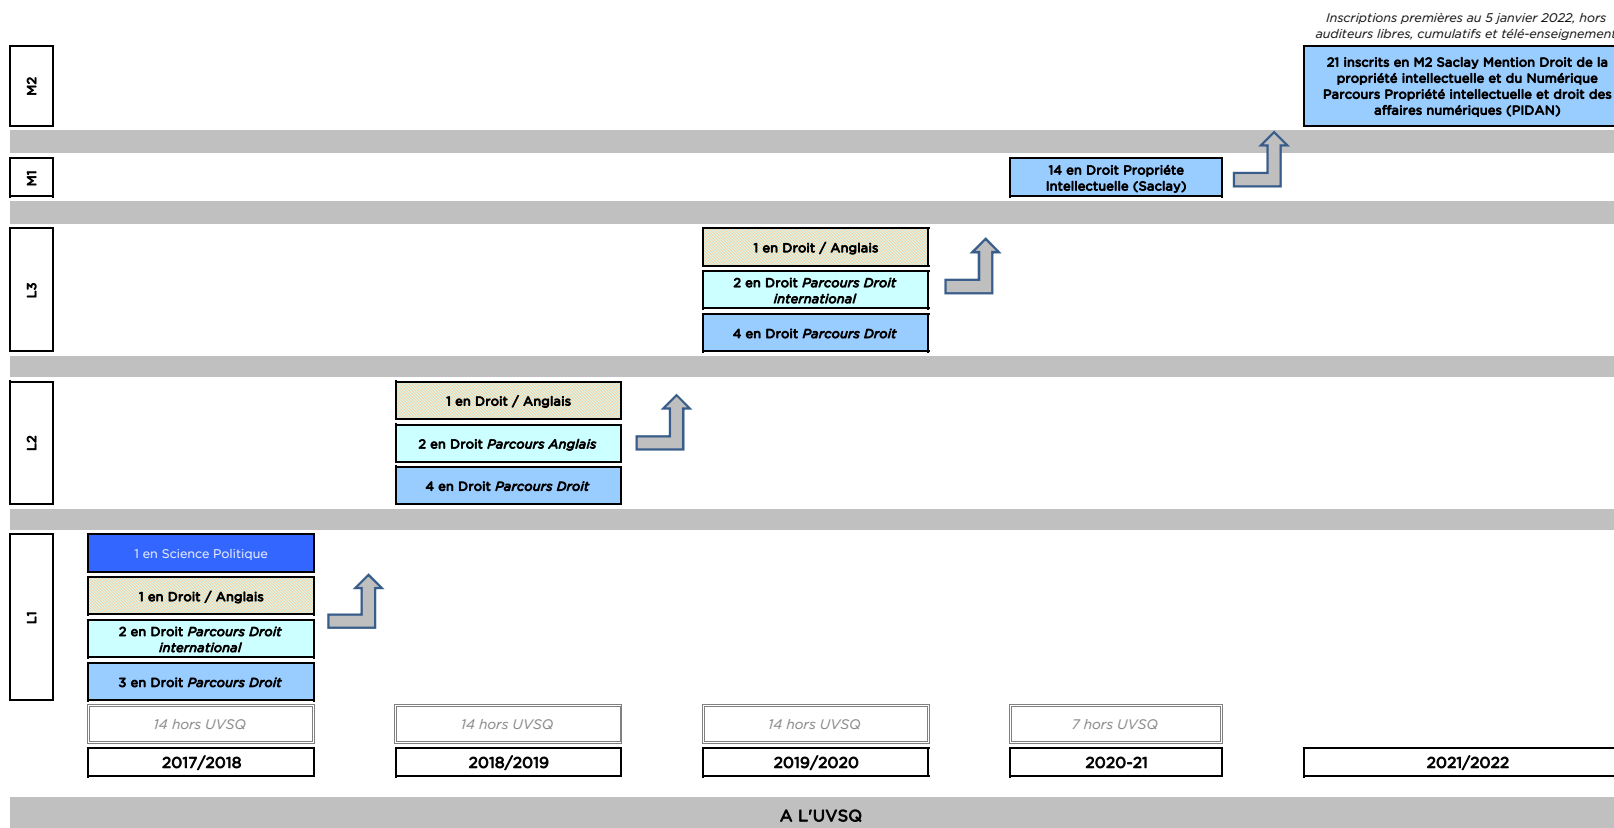 Inscriptions premières au 5 janvier 2022, hors
auditeurs libres, cumulatifs et télé-enseignement
M2
21 inscrits en M2 Saclay Mention Droit de la
propriété intellectuelle et du Numérique
Parcours Propriété intellectuelle et droit des
affaires numériques (PIDAN)
M1
14 en Droit Propriéte
Intellectuelle (Saclay)
L3
1 en Droit / Anglais
2 en Droit Parcours Droit
international
4 en Droit Parcours Droit
L2
1 en Droit / Anglais
2 en Droit Parcours Anglais
4 en Droit Parcours Droit
L1
1 en Science Politique
1 en Droit / Anglais
2 en Droit Parcours Droit
international
3 en Droit Parcours Droit
14 hors UVSQ
14 hors UVSQ
14 hors UVSQ
7 hors UVSQ
2017/2018
2018/2019
2019/2020
2020-21
2021/2022
A L'UVSQ